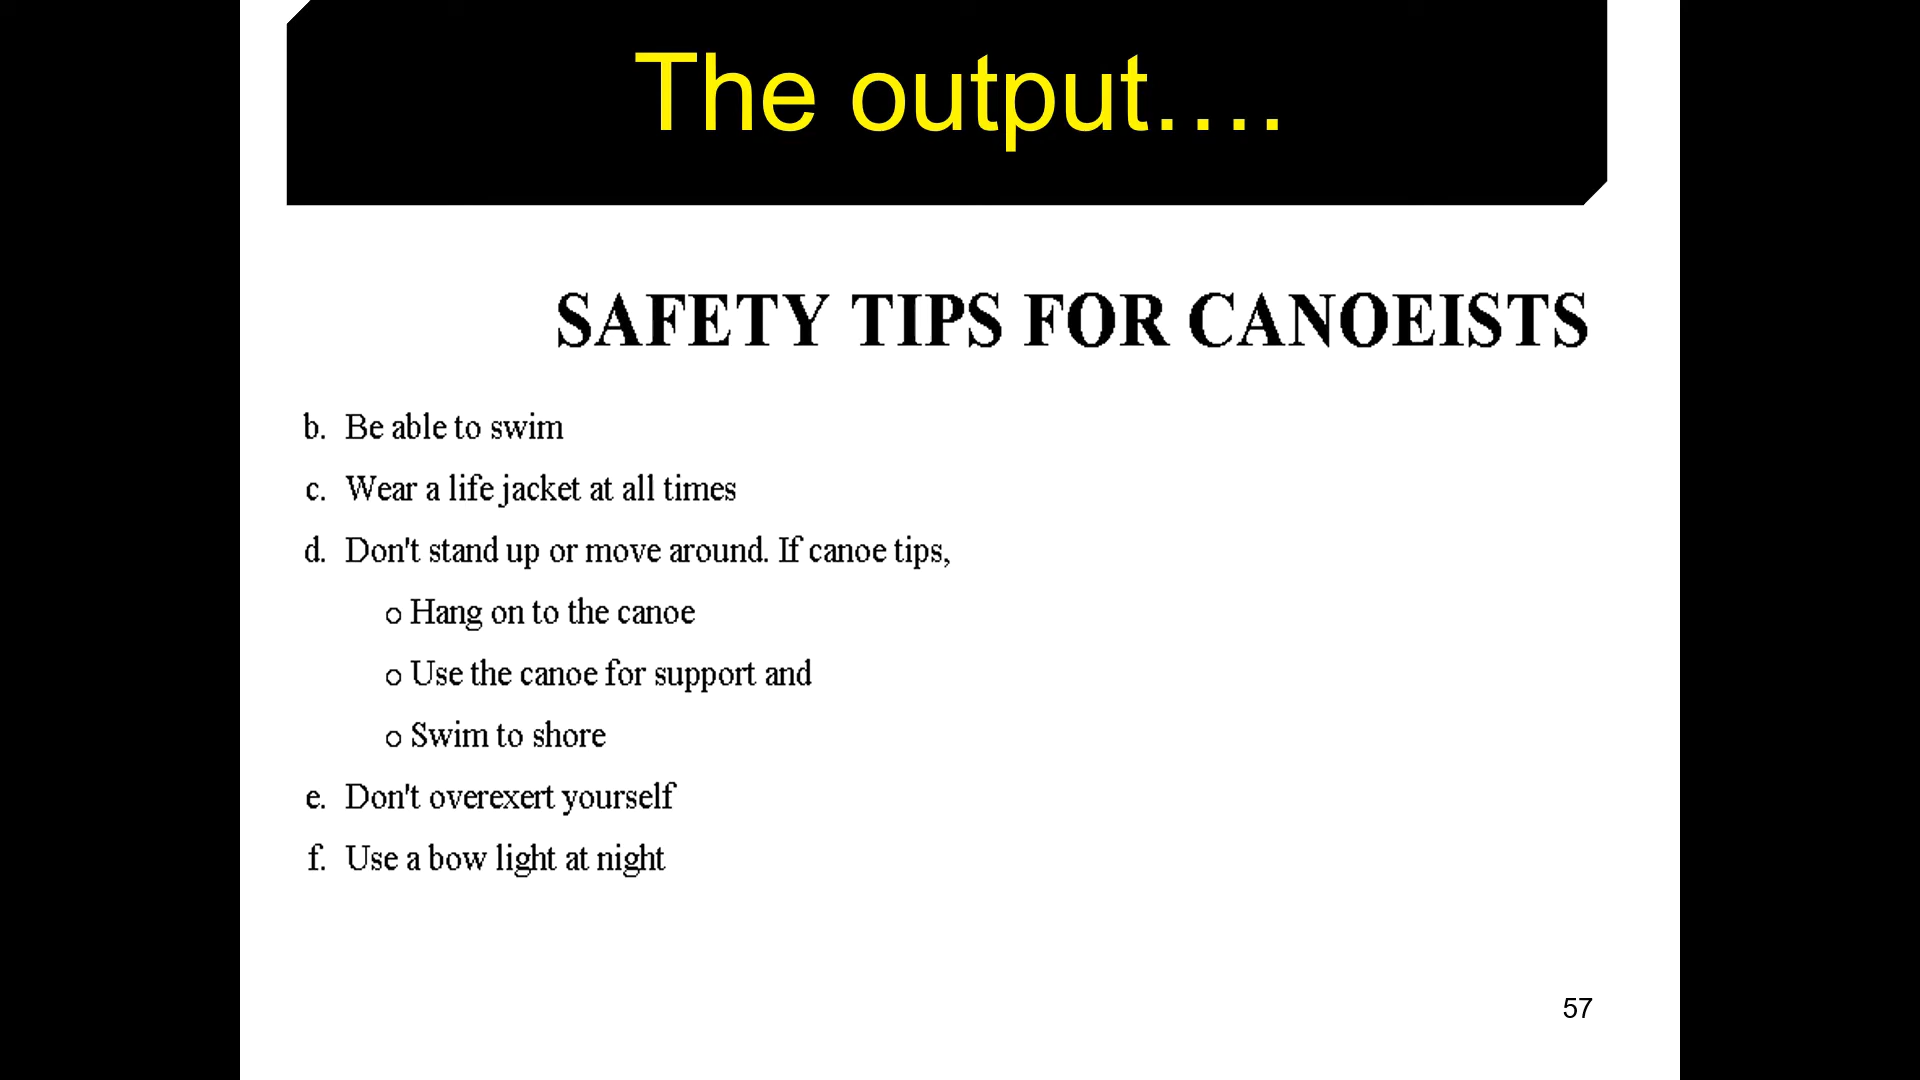 The output….
SAFETY TIPS FOR CANOEISTS
b. Be able to swim
c. Wear a life jacket at all times
d. Don't stand up or move around. If canoe tips,
o Hang on to the canoe
o Use the canoe for support and
o Swim to shore
e. Don't overexert yourself
f. Use a bow light at night
57